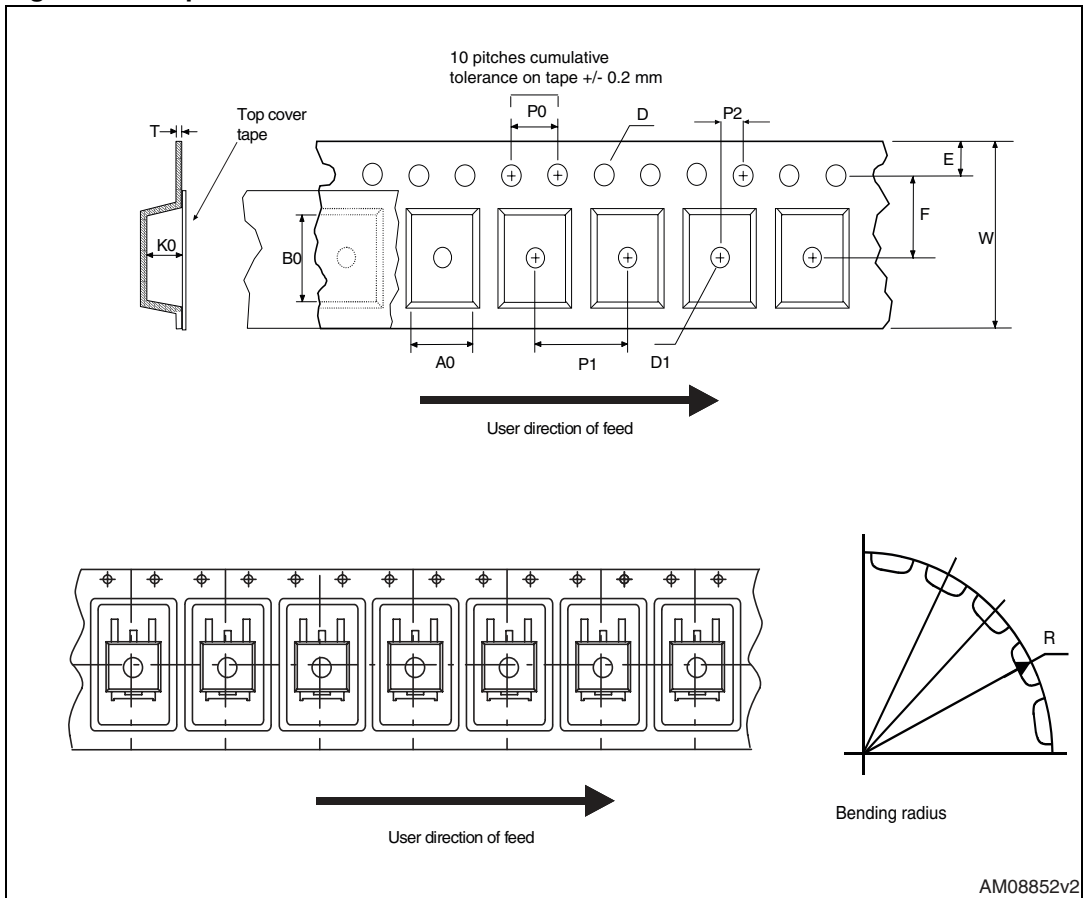 10 pitches cumulative
tolerance on tape +/- 0.2 mm
Top cover
tape
T
P0
D
P2
E
F
W
K0
B0
A0
P1
D1
User direction of feed
R
Bending radius
User direction of feed
AM08852v2